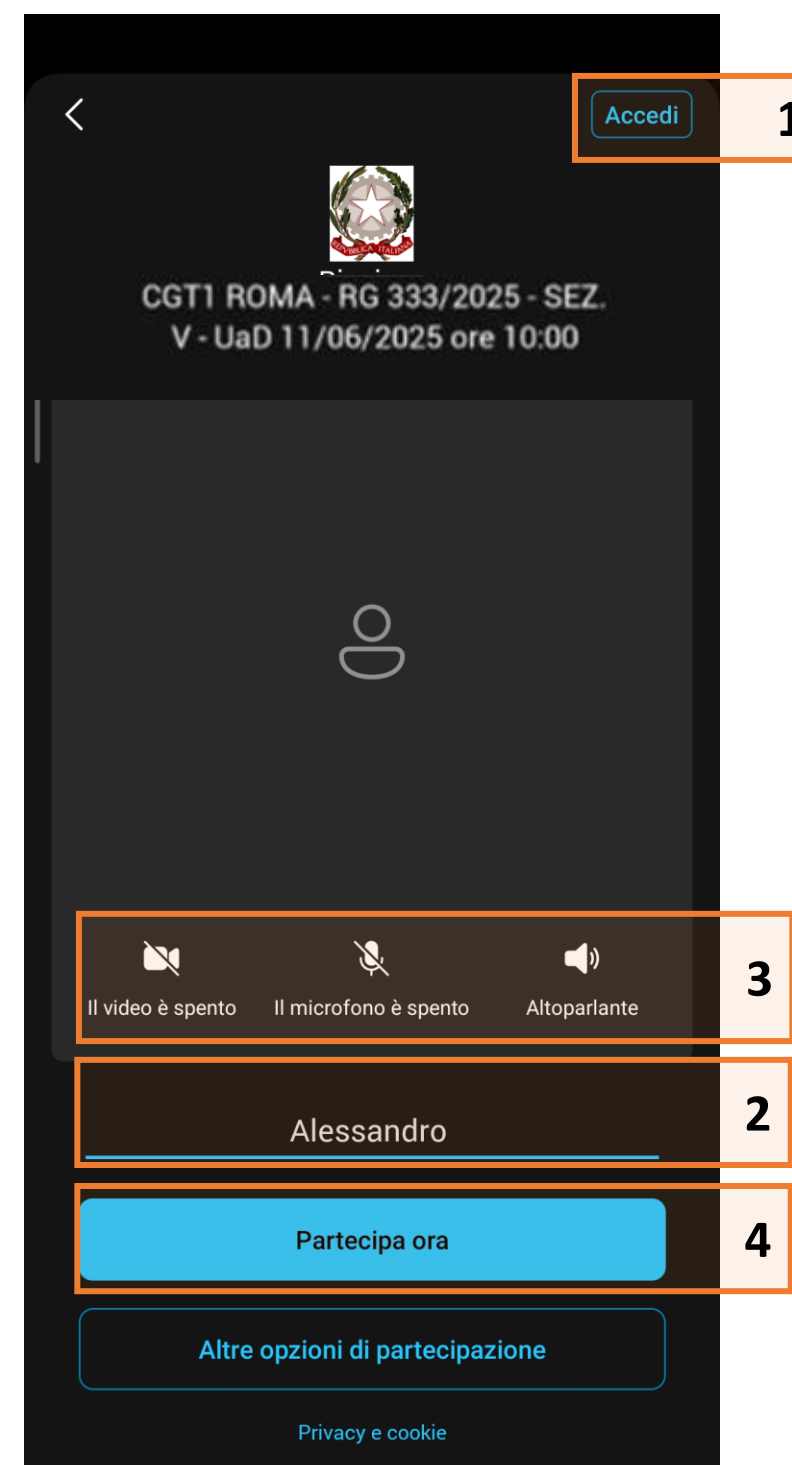 Accedi
1
CGT1 ROMA - RG 333/2025 - SEZ.
V - UaD 11/06/2025 ore 10:00
Il video è spento
Il microfono è spento
Altoparlante
3
Alessandro
2
Partecipa ora
4
Altre opzioni di partecipazione
Privacy e cookie